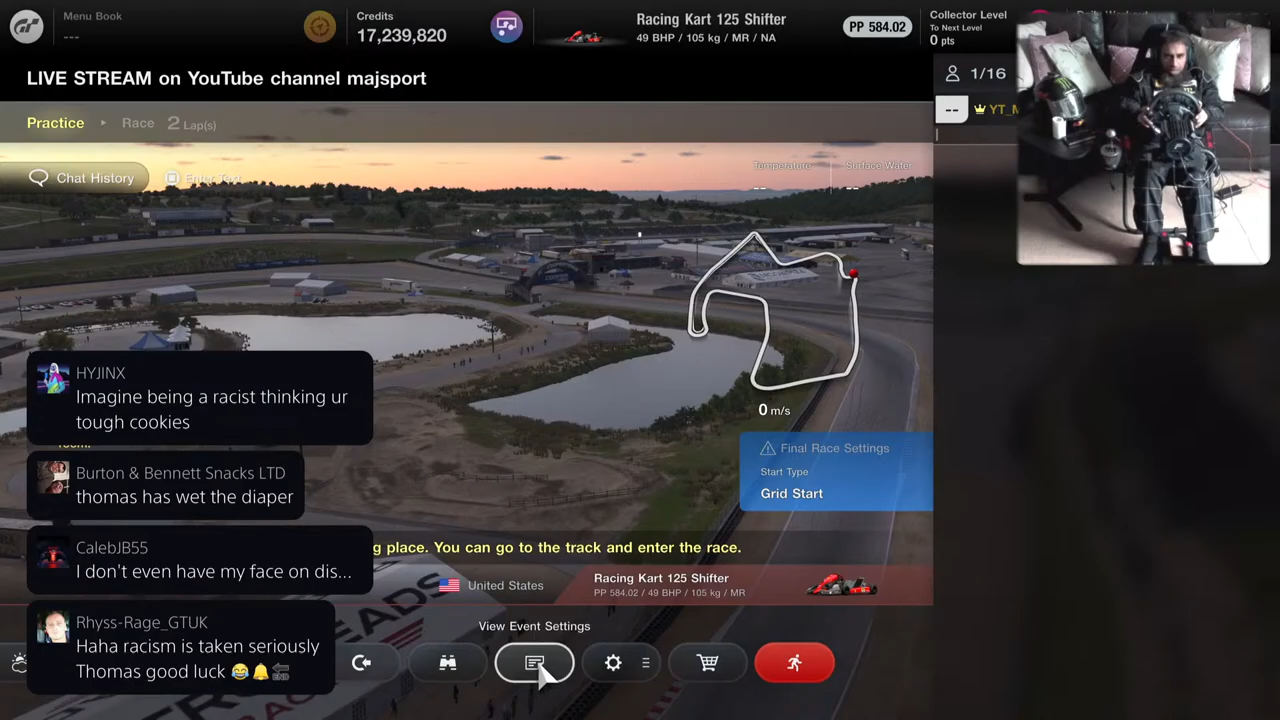 Menu Book
---
Credits
17,239,820
Racing Kart 125 Shifter
49 BHP / 105 kg / MR / NA
PP 584.02
Collector Level
To Next Level
0 pts
LIVE STREAM on YouTube channel majsport
1/16
Practice
Race 2 Lap(s)
-- YT_M
Chat History
Enter Text
Temperature
--
Surface Water
--
0 m/s
HYJINX
Imagine being a racist thinking ur
tough cookies
Final Race Settings
Start Type
Grid Start
Burton & Bennett Snacks LTD
thomas has wet the diaper
g place. You can go to the track and enter the race.
CalebJB55
I don't even have my face on dis...
United States
Racing Kart 125 Shifter
PP 584.02 / 49 BHP / 105 kg / MR
Rhyss-Rage_GTUK
Haha racism is taken seriously
Thomas good luck 😂🔔🔚
View Event Settings